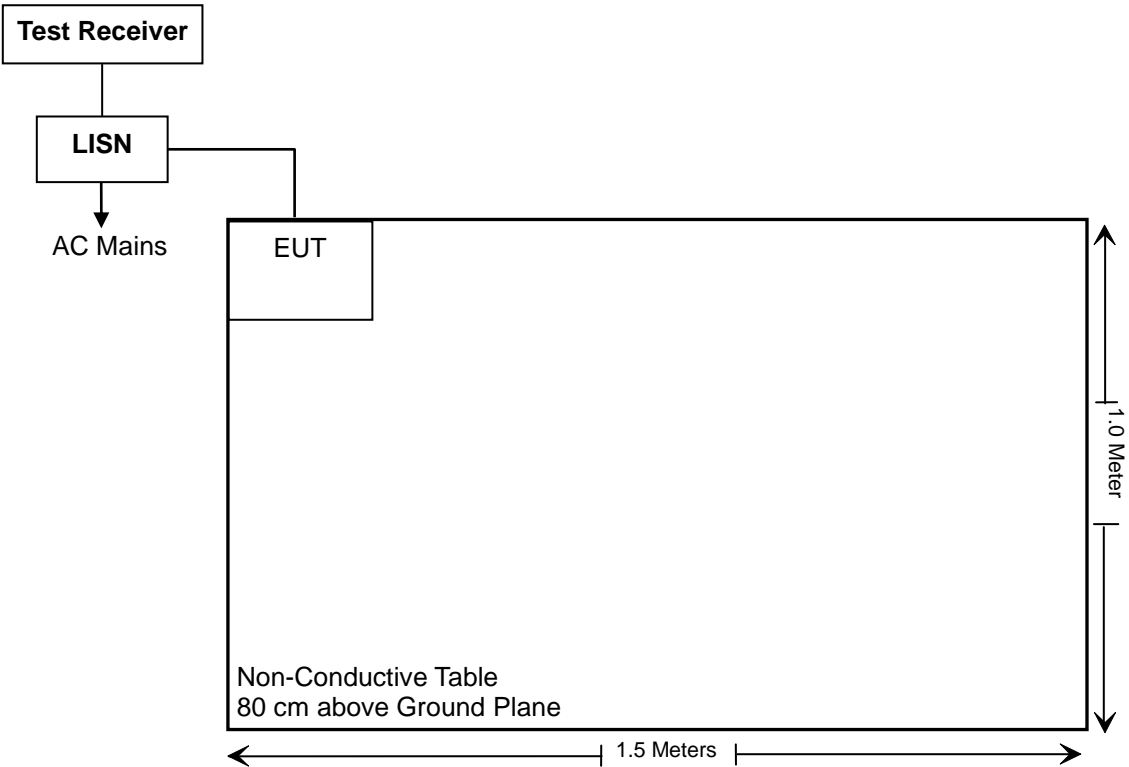 Test Receiver
LISN
AC Mains
EUT
1.0 Meter
Non-Conductive Table
80 cm above Ground Plane
1.5 Meters